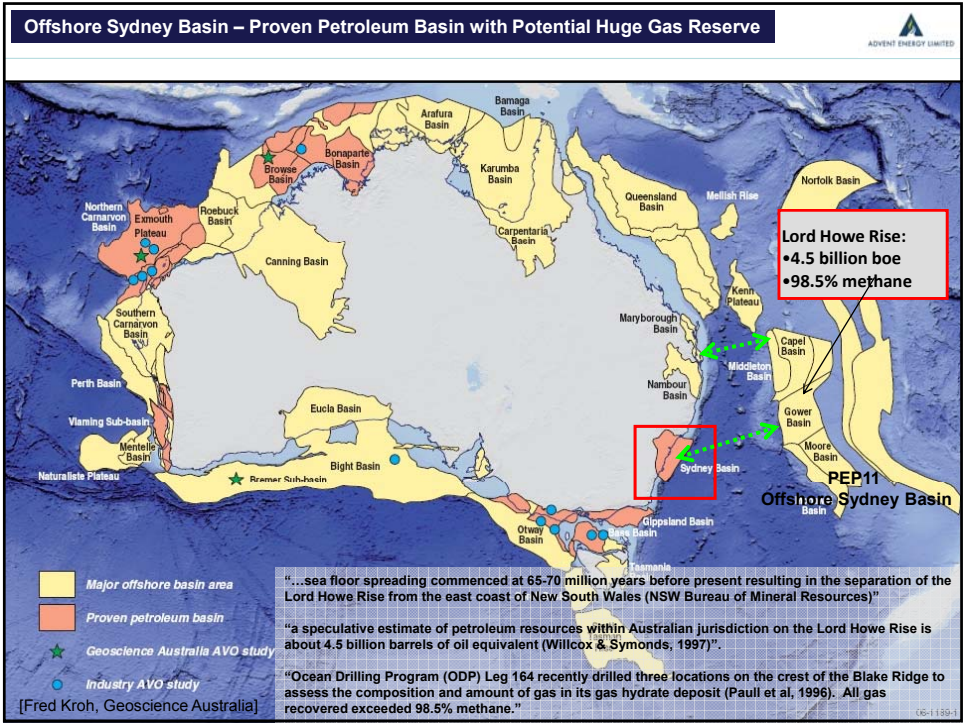 Offshore Sydney Basin – Proven Petroleum Basin with Potential Huge Gas Reserve
ADVENT ENERGY LIMITED
Bamaga
Basin
Arafura
Basin
Bonaparte
Basin
Browse
Basin
Karumba
Basin
Carpentaria
Basin
Queensland
Basin
Mellish Rise
Norfolk Basin
Northern
Carnarvon
Basin
Exmouth
Plateau
Roebuck
Basin
Canning Basin
Lord Howe Rise:
•4.5 billion boe
•98.5% methane
Kenn
Plateau
Southern
Carnarvon
Basin
Maryborough
Basin
Capel
Basin
Middleton
Basin
Nambour
Basin
Perth Basin
Gower
Basin
Eucla Basin
Vlaming Sub-basin
Mentelle
Basin
Naturaliste Plateau
Bight Basin
Bremer Sub-basin
Sydney Basin
Moore
Basin
PEP11
Offshore Sydney Basin
Basin
Gippsland Basin
Otway
Basin
Bass Basin
Tasmania
Major offshore basin area
Proven petroleum basin
Geoscience Australia AVO study
Industry AVO study
[Fred Kroh, Geoscience Australia]
“…sea floor spreading commenced at 65-70 million years before present resulting in the separation of the
Lord Howe Rise from the east coast of New South Wales (NSW Bureau of Mineral Resources)”
“a speculative estimate of petroleum resources within Australian jurisdiction on the Lord Howe Rise is
about 4.5 billion barrels of oil equivalent (Willcox & Symonds, 1997)”.
“Ocean Drilling Program (ODP) Leg 164 recently drilled three locations on the crest of the Blake Ridge to
assess the composition and amount of gas in its gas hydrate deposit (Paull et al, 1996).  All gas
recovered exceeded 98.5% methane.”
06-1189-1